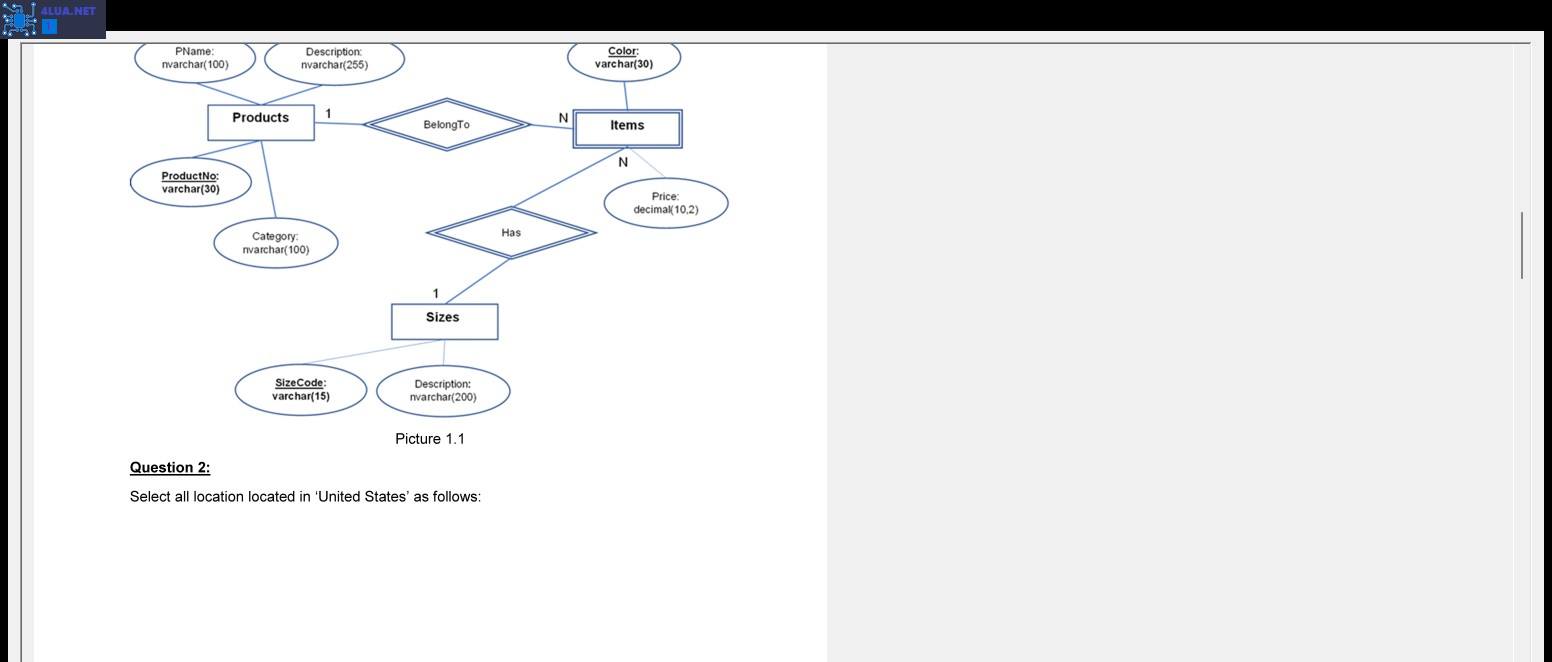 4LUA.NET
PName:
nvarchar(100)
Description:
nvarchar(255)
Color:
varchar(30)
Products
1
BelongTo
N
Items
N
ProductNo:
varchar(30)
Price:
decimal(10,2)
Category:
nvarchar(100)
Has
1
Sizes
SizeCode:
varchar(15)
Description:
nvarchar(200)
Picture 1.1
Question 2:
Select all location located in ‘United States’ as follows: